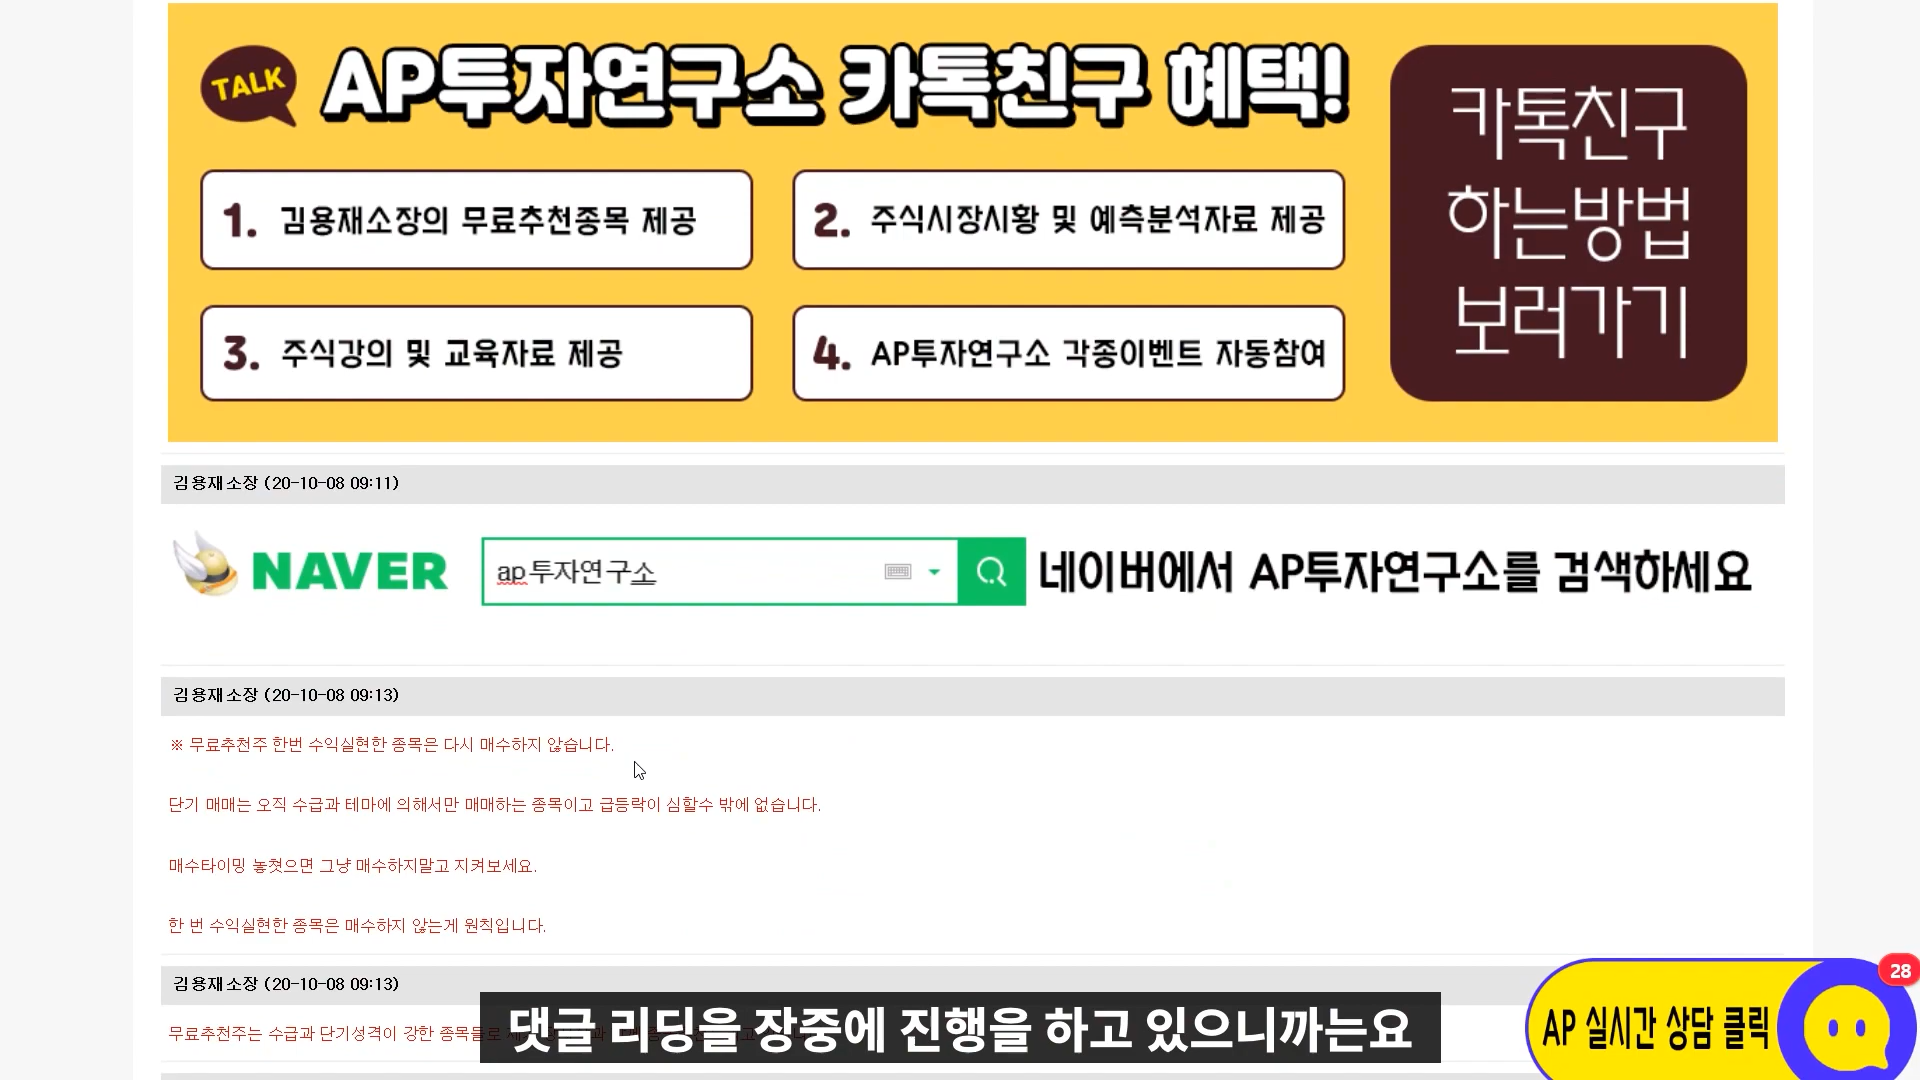 TALK AP투자연구소 카톡친구 혜택!
1. 김용재소장의 무료추천종목 제공
2. 주식시장시황 및 예측분석자료 제공
3. 주식강의 및 교육자료 제공
4. AP투자연구소 각종이벤트 자동참여
카톡친구
하는방법
보러가기
김용재소장 (20-10-08 09:11)
NAVER ap투자연구소 네이버에서 AP투자연구소를 검색하세요
김용재소장 (20-10-08 09:13)
※ 무료추천주 한번 수익실현한 종목은 다시 매수하지 않습니다.
단기 매매는 오직 수급과 테마에 의해서만 매매하는 종목이고 급등락이 심할수 밖에 없습니다.
매수타이밍 놓쳣으면 그냥 매수하지말고 지켜보세요.
한 번 수익실현한 종목은 매수하지 않는게 원칙입니다.
김용재소장 (20-10-08 09:13)
무료추천주는 수급과 단기성격이 강한 종목들로
댓글 리딩을 장중에 진행을 하고 있으니까는요
AP 실시간 상담 클릭
28